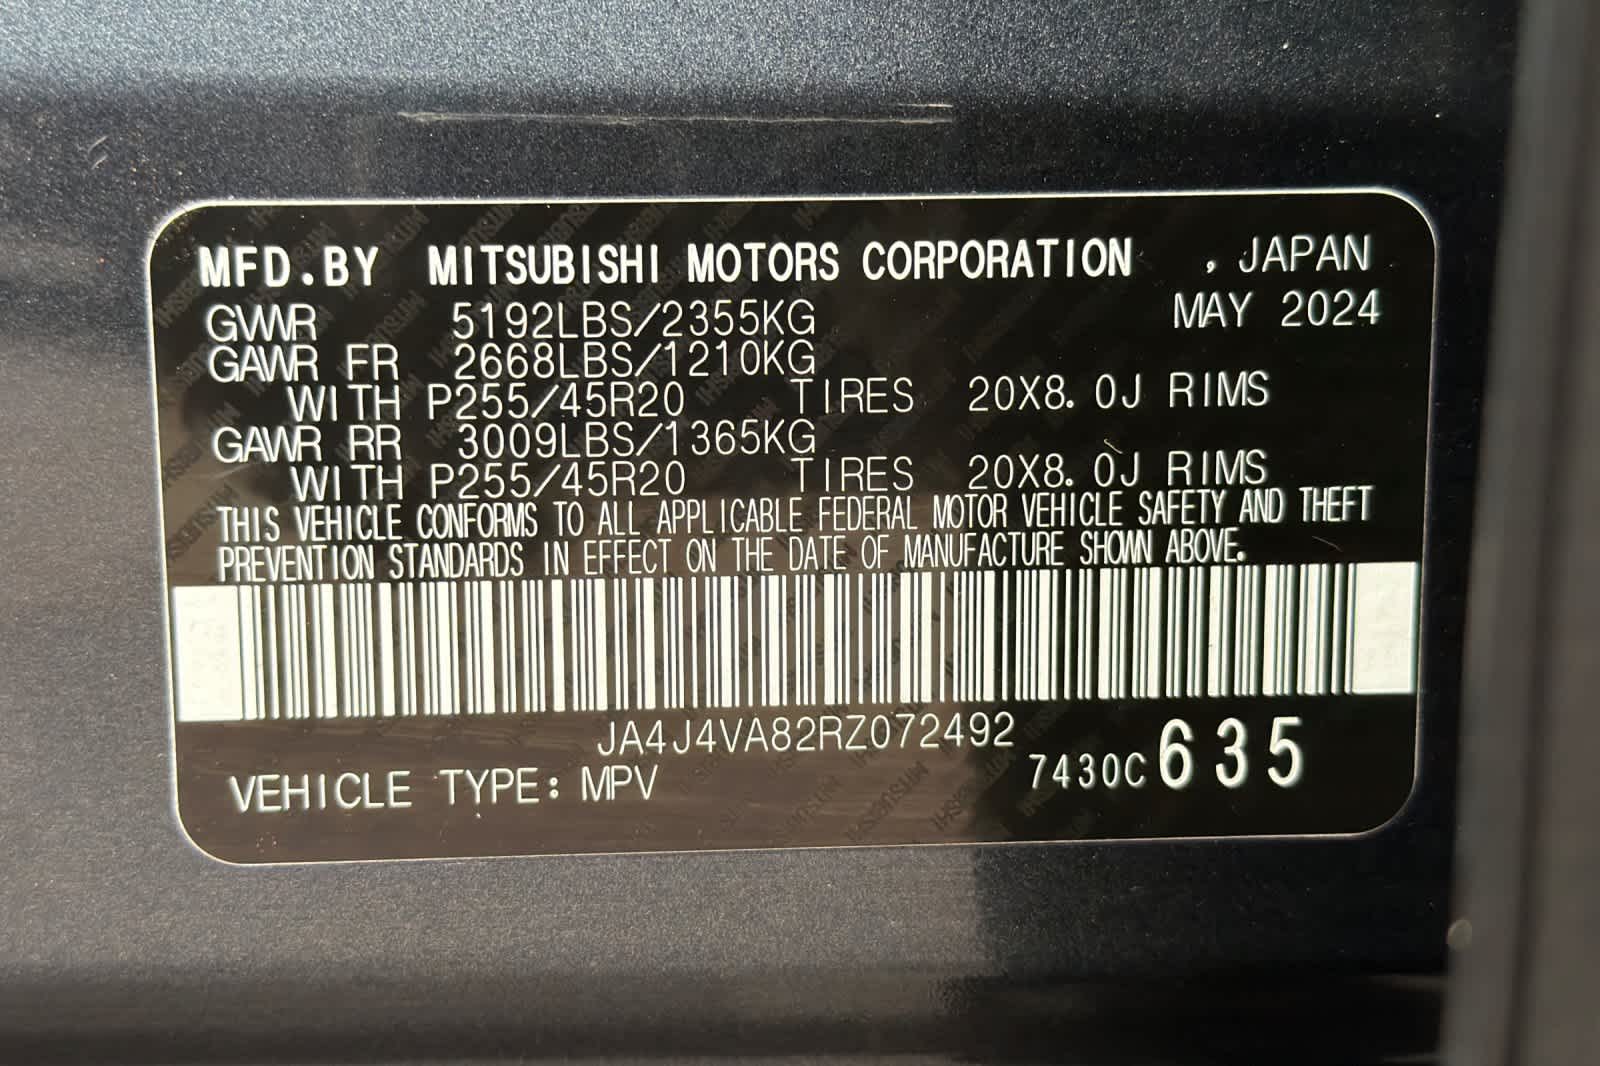 MFD.BY MITSUBISHI MOTORS CORPORATION , JAPAN
GVWR 5192LBS/2355KG MAY 2024
GAWR FR 2668LBS/1210KG
WITH P255/45R20 TIRES 20X8.0J RIMS
GAWR RR 3009LBS/1365KG
WITH P255/45R20 TIRES 20X8.0J RIMS
THIS VEHICLE CONFORMS TO ALL APPLICABLE FEDERAL MOTOR VEHICLE SAFETY AND THEFT
PREVENTION STANDARDS IN EFFECT ON THE DATE OF MANUFACTURE SHOWN ABOVE.
JA4J4VA82RZ072492
VEHICLE TYPE: MPV 7430C635